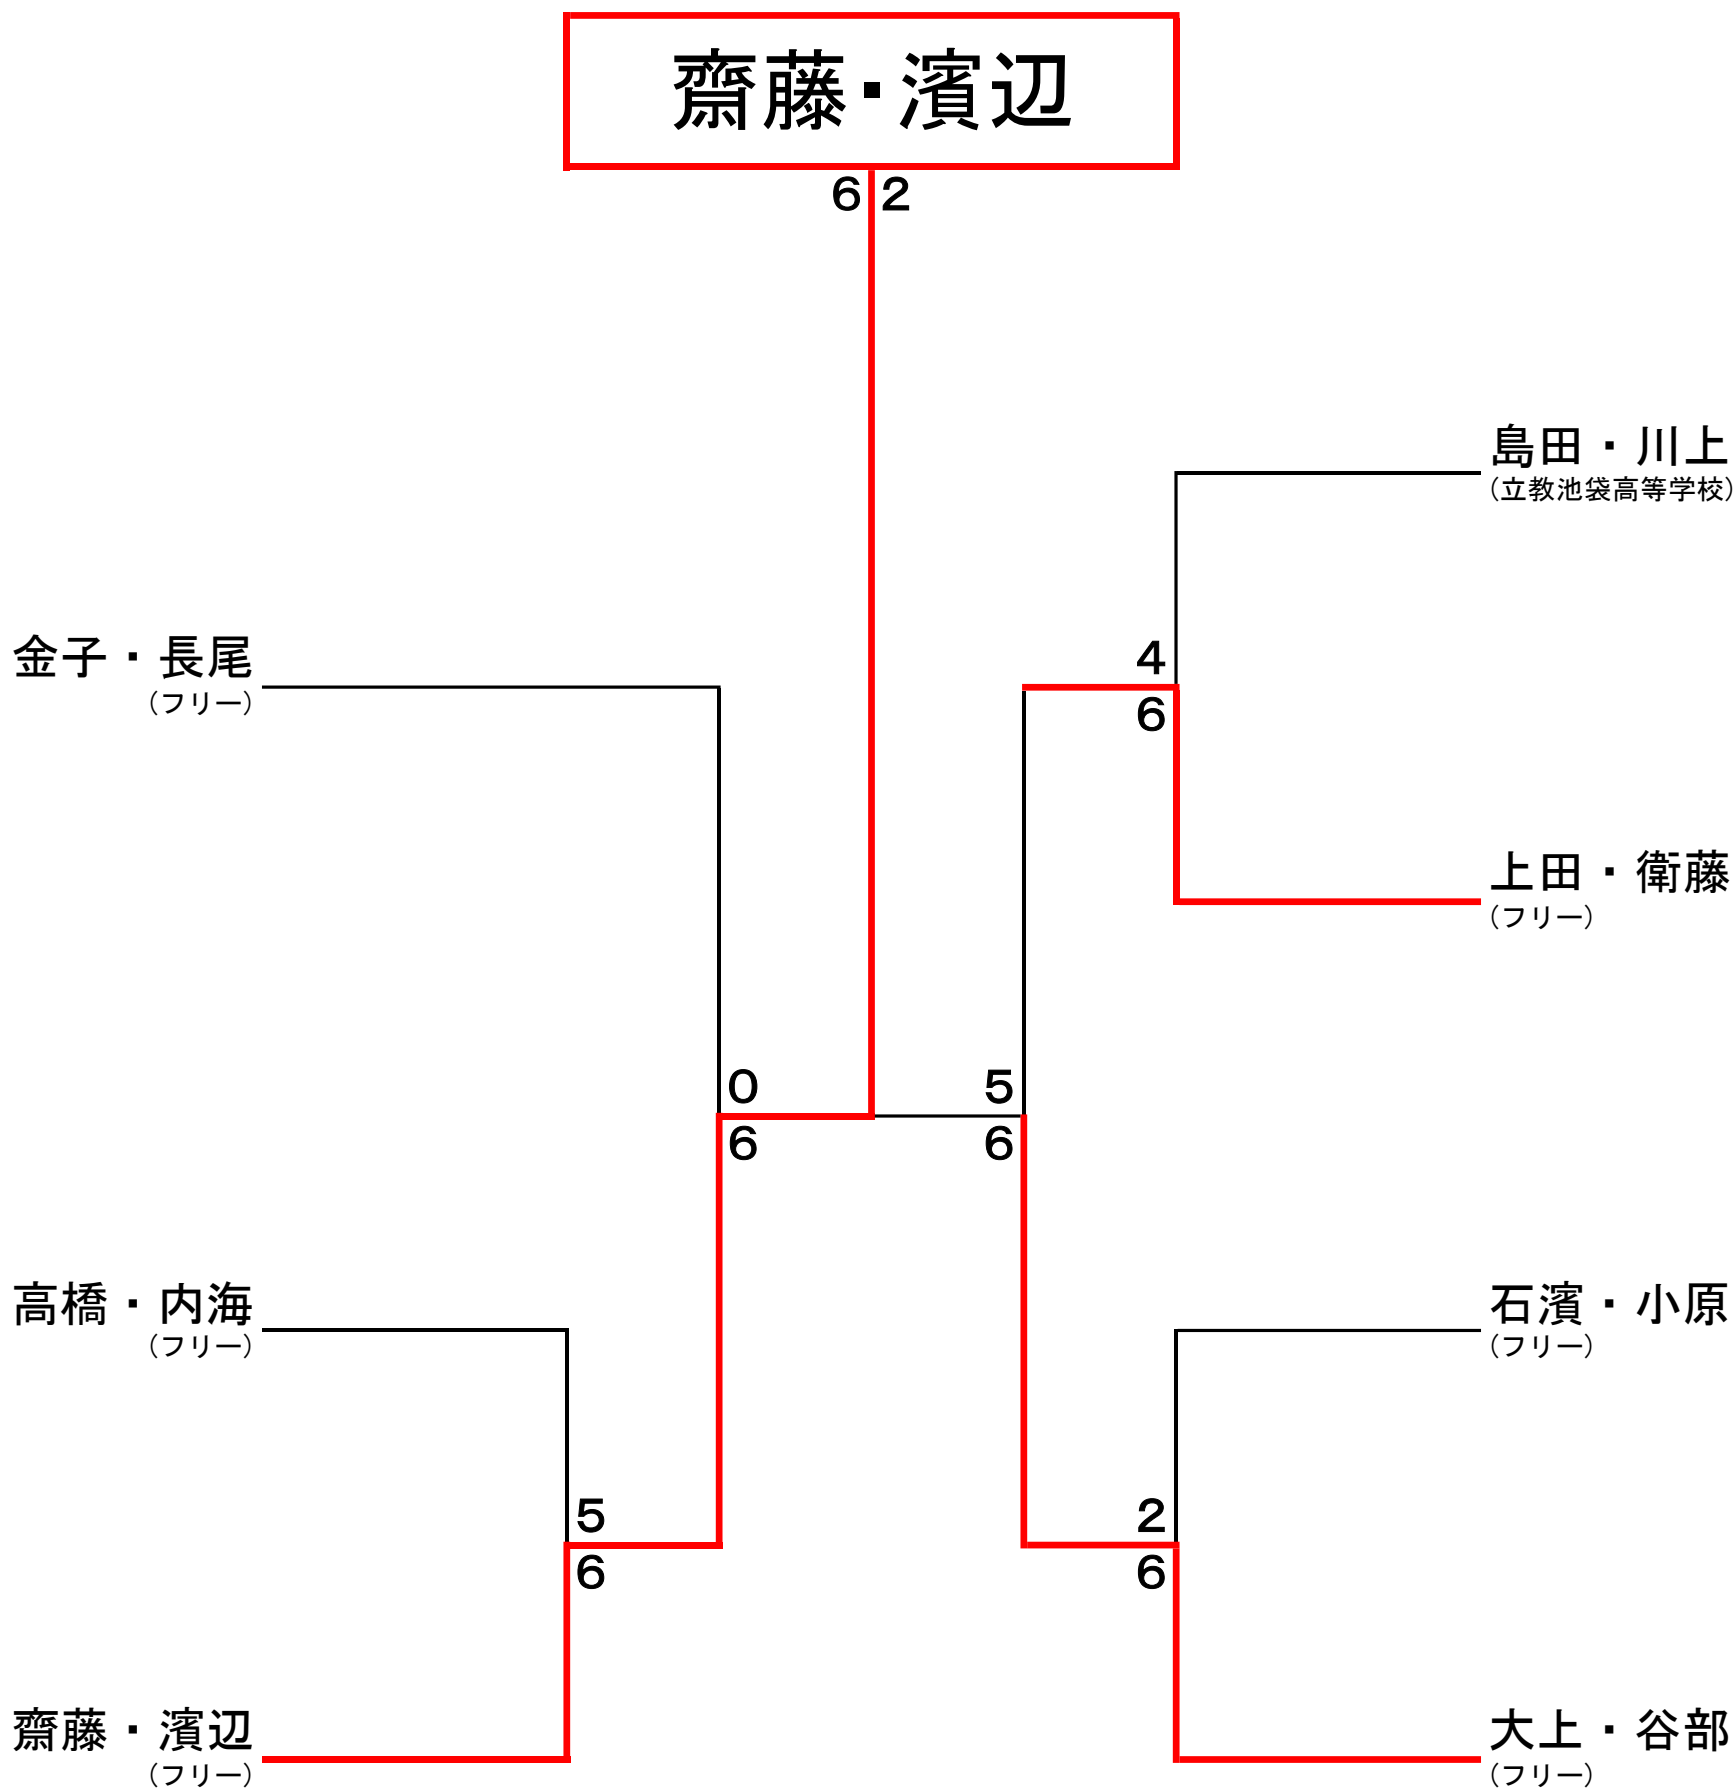 齋藤・濱辺
6 2
島田・川上
（立教池袋高等学校）
金子・長尾
（フリー）
4
6
上田・衛藤
（フリー）
0
6
5
6
高橋・内海
（フリー）
石濱・小原
（フリー）
5
6
2
6
齋藤・濱辺
（フリー）
大上・谷部
（フリー）